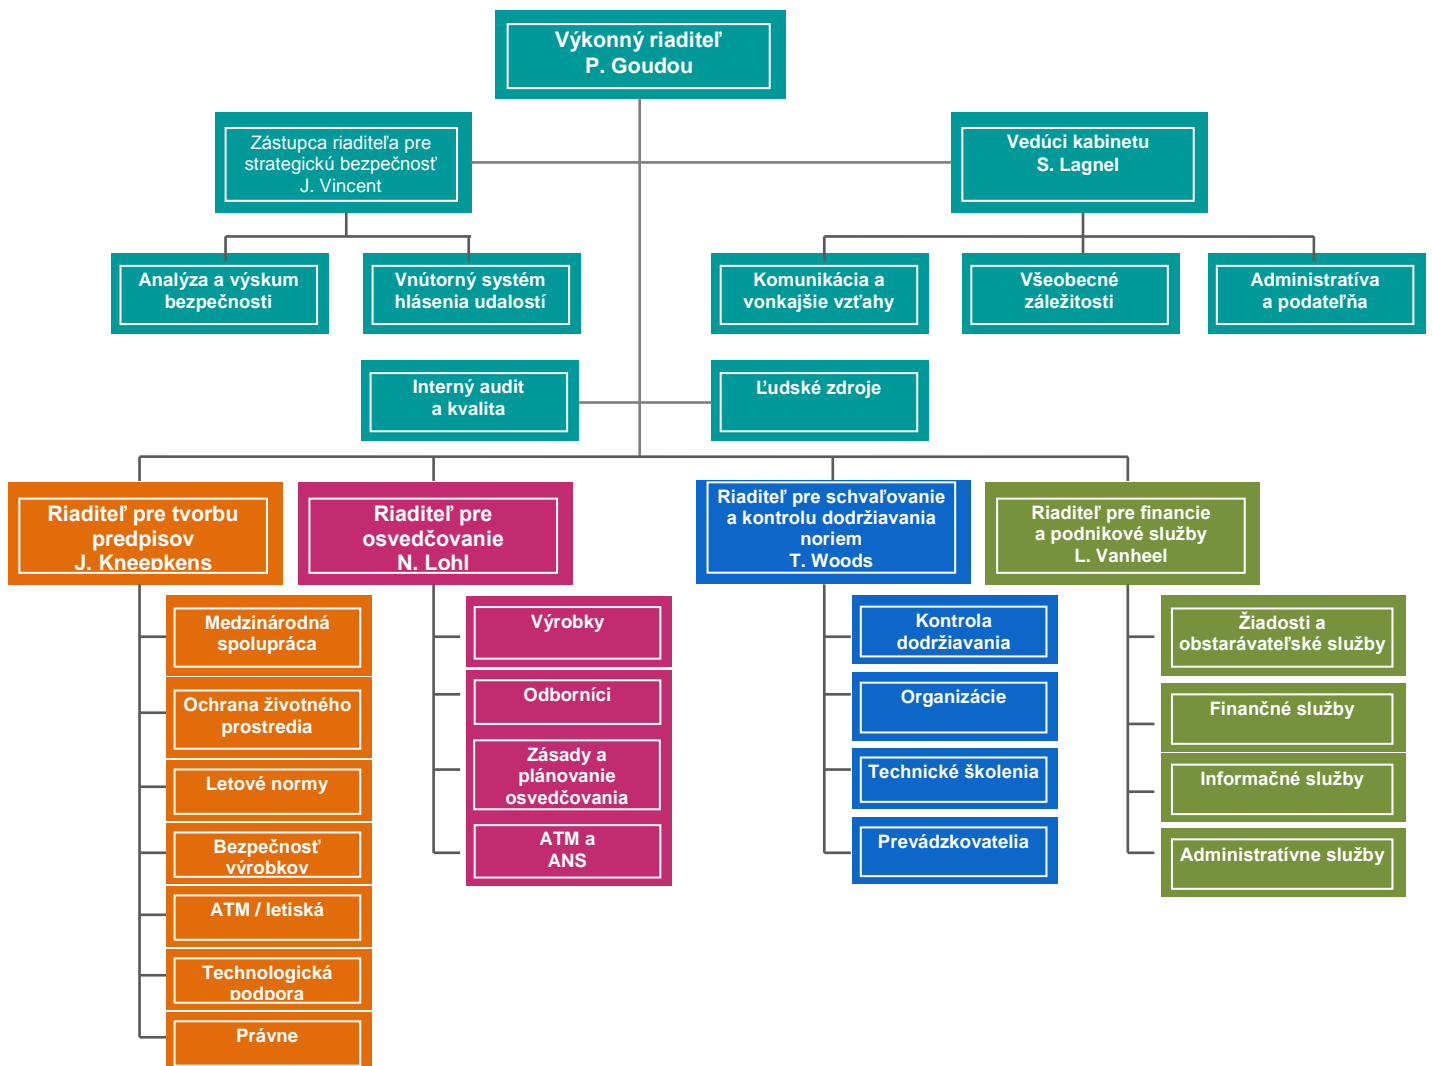 Výkonný riaditeľ
P. Goudou
Zástupca riaditeľa pre
strategickú bezpečnosť
J. Vincent
Vedúci kabinetu
S. Lagnel
Analýza a výskum
bezpečnosti
Vnútorný systém
hlásenia udalostí
Komunikácia a
vonkajšie vzťahy
Všeobecné
záležitosti
Administratíva
a podateľňa
Interný audit
a kvalita
Ľudské zdroje
Riaditeľ pre tvorbu
predpisov
J. Kneepkens
Riaditeľ pre
osvedčovanie
N. Lohl
Riaditeľ pre schvaľovanie
a kontrolu dodržiavania
noriem
T. Woods
Riaditeľ pre financie
a podnikové služby
L. Vanheel
Medzinárodná
spolupráca
Ochrana životného
prostredia
Letové normy
Bezpečnosť
výrobkov
ATM / letiská
Technologická
podpora
Právne
Výrobky
Odborníci
Zásady a
plánovanie
osvedčovania
ATM a
ANS
Kontrola
dodržiavania
Organizácie
Technické školenia
Prevádzkovatelia
Žiadosti a
obstarávateľské služby
Finančné služby
Informačné služby
Administratívne služby